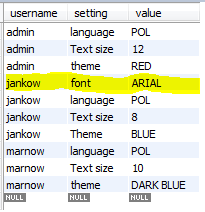 username setting value
admin language POL
admin Text size 12
admin theme RED
jankow font ARIAL
jankow language POL
jankow Text size 8
jankow Theme BLUE
marnow language POL
marnow Text size 10
marnow theme DARK BLUE
NULL NULL NULL